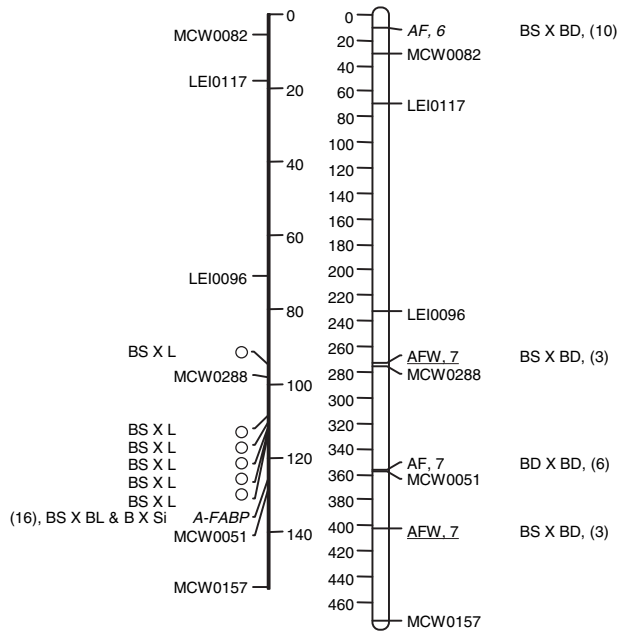 0 0
AF, 6 BS X BD, (10)
MCW0082 20 MCW0082
40
LEI0117 20 60
80 LEI0117
100
40 120
140
160
60 180
200
LEI0096 220
80 240 LEI0096
BS X L 260 AFW, 7 BS X BD, (3)
MCW0288 100 280 MCW0288
300
320
BS X L 340
BS X L
BS X L 120 AF, 7 BD X BD, (6)
BS X L 360 MCW0051
BS X L 380
(16), BS X BL & B X Si A-FABP 400 AFW, 7 BS X BD, (3)
MCW0051 140 420
440
MCW0157 460
MCW0157